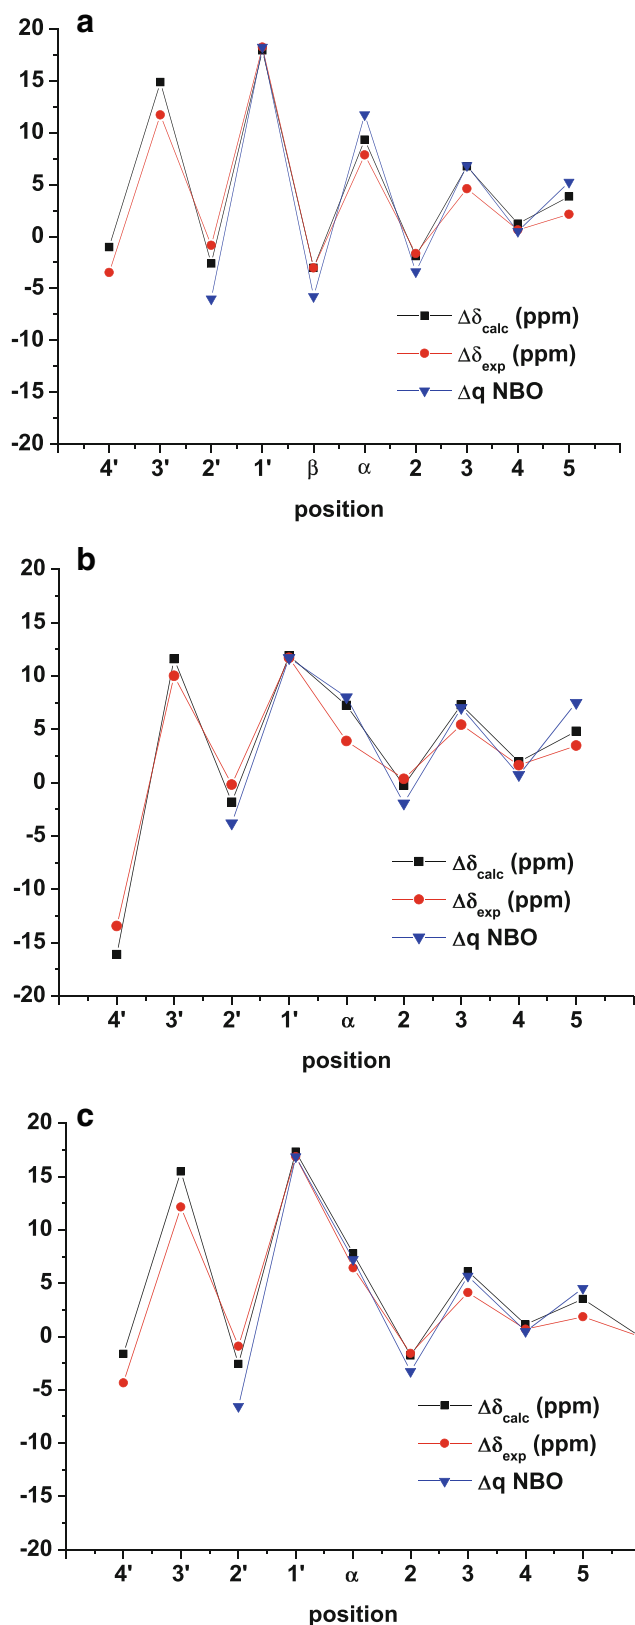 a
20
15
10
5
0
-5
-10
-15
-20
Δδcalc (ppm)
Δδexp (ppm)
Δq NBO
4' 3' 2' 1' β α 2 3 4 5
position
b
20
15
10
5
0
-5
-10
-15
-20
Δδcalc (ppm)
Δδexp (ppm)
Δq NBO
4' 3' 2' 1' α 2 3 4 5
position
c
20
15
10
5
0
-5
-10
-15
-20
Δδcalc (ppm)
Δδexp (ppm)
Δq NBO
4' 3' 2' 1' α 2 3 4 5
position